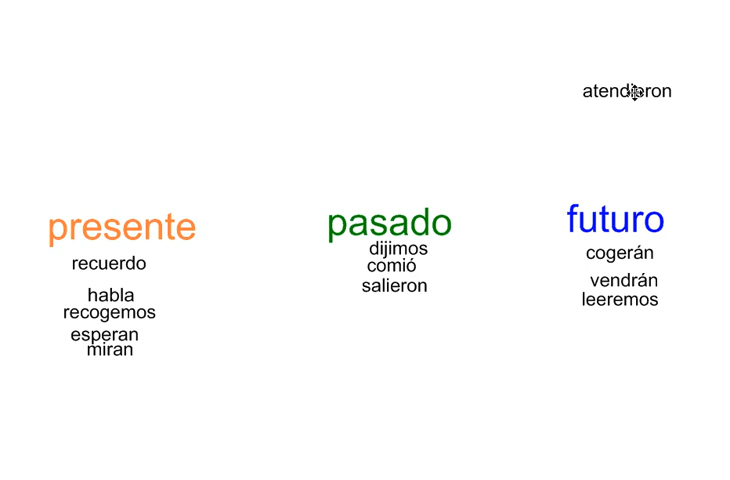 atendieron
presente
recuerdo
habla
recogemos
esperan
miran
pasado
dijimos
comió
salieron
futuro
cogerán
vendrán
leeremos